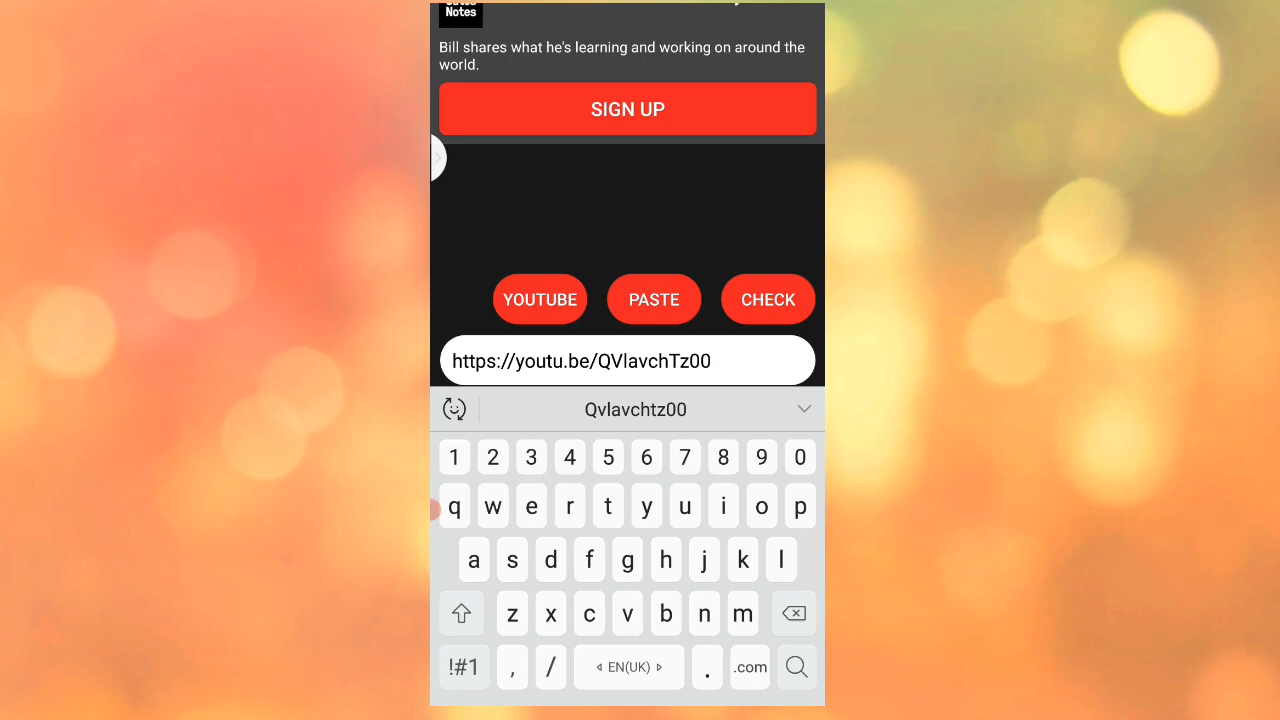 Notes
Bill shares what he's learning and working on around the
world.
SIGN UP
YOUTUBE PASTE CHECK
https://youtu.be/QVlavchTz00
Qvlavchtz00
1 2 3 4 5 6 7 8 9 0
q w e r t y u i o p
a s d f g h j k l
z x c v b n m
!#1 , / EN(UK) . .com